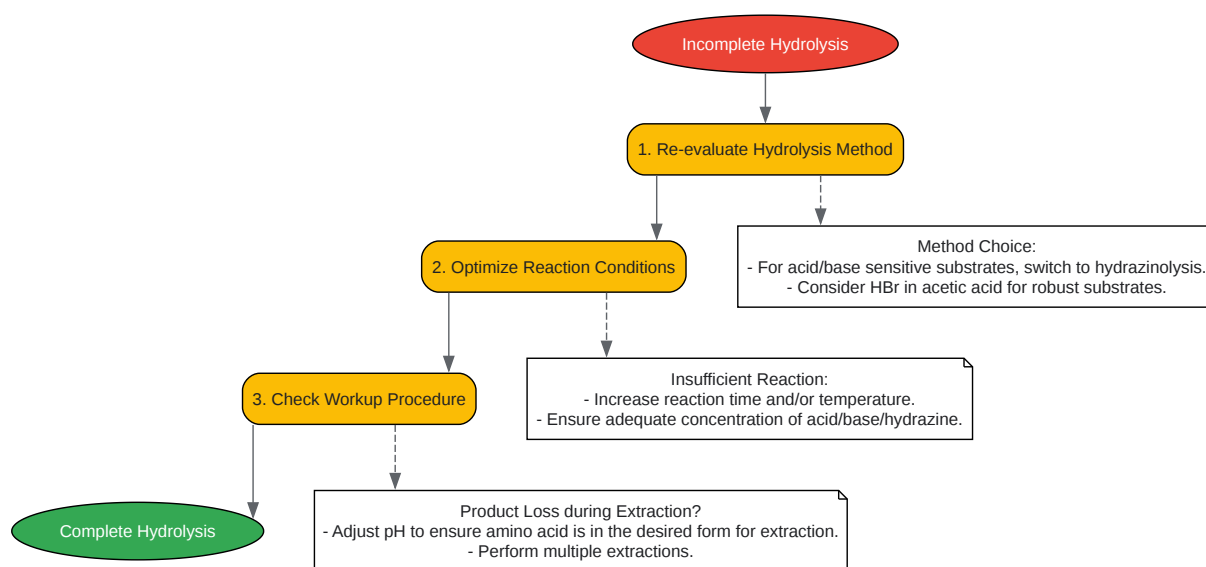 Incomplete Hydrolysis
1. Re-evaluate Hydrolysis Method
Method Choice:
- For acid/base sensitive substrates, switch to hydrazinolysis.
- Consider HBr in acetic acid for robust substrates.
2. Optimize Reaction Conditions
Insufficient Reaction:
- Increase reaction time and/or temperature.
- Ensure adequate concentration of acid/base/hydrazine.
3. Check Workup Procedure
Product Loss during Extraction?
- Adjust pH to ensure amino acid is in the desired form for extraction.
- Perform multiple extractions.
Complete Hydrolysis